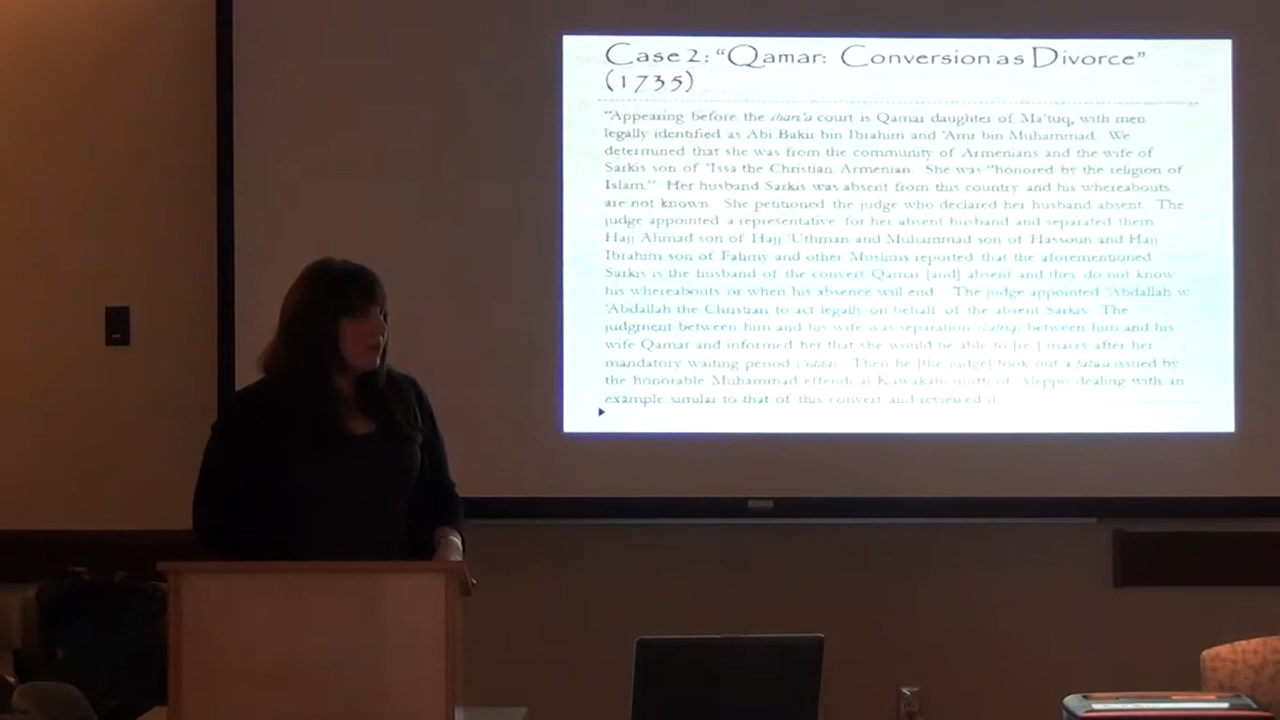 Case 2: “Qamar: Conversion as Divorce”
(1735)
“Appearing before the shari'a court is Qamar daughter of Ma'tuq, with men
legally identified as Abi Bakir bin Ibrahim and 'Amr bin Muhammad. We
determined that she was from the community of Armenians and the wife of
Sarkis son of 'Issa the Christian Armenian. She was “honored by the religion of
Islam.” Her husband Sarkis was absent from this country and his whereabouts
are not known. She petitioned the judge who declared her husband absent. The
judge appointed a representative for her absent husband and separated them.
Hajj Ahmad son of Hajj 'Uthman and Muhammad son of Hassoun and Hajj
Ibrahim son of Fahmy and other Muslims reported that the aforementioned
Sarkis is the husband of the convert Qamar [and] absent and they do not know
his whereabouts or when his absence will end. The judge appointed 'Abdallah w.
'Abdallah the Christian to act legally on behalf of the absent Sarkis. The
judgment between him and his wife was separation between him and his
wife Qamar and informed her that she would be able to [re-] marry after her
mandatory waiting period Then he [the judge] took out a fatwa issued by
the honorable Muhammad effendi al-Kawakabi mufti of Aleppo dealing with an
example similar to that of this convert and reviewed it